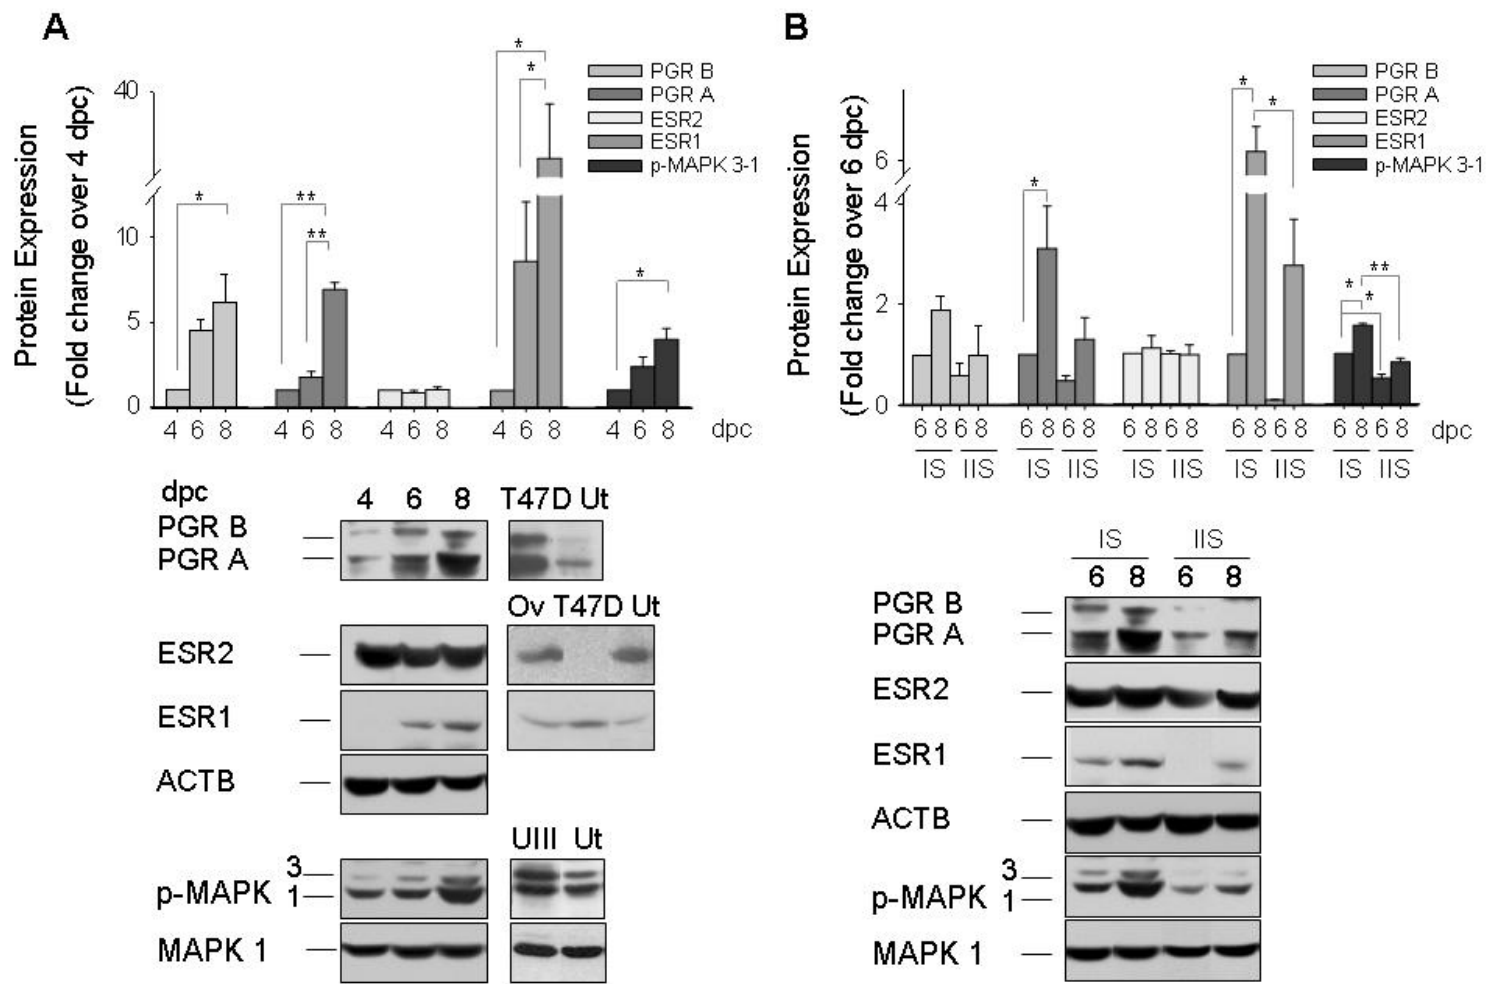 A
Protein Expression
(Fold change over 4 dpc)
40
10
5
0
* ** ** * * *
PGR B
PGR A
ESR2
ESR1
p-MAPK 3-1
4 6 8 4 6 8 4 6 8 4 6 8 4 6 8 dpc
dpc 4 6 8 T47D Ut
PGR B
PGR A
Ov T47D Ut
ESR2
ESR1
ACTB
UIII Ut
p-MAPK 3 1
MAPK 1
B
Protein Expression
(Fold change over 6 dpc)
6
4
2
0
* * * * * **
PGR B
PGR A
ESR2
ESR1
p-MAPK 3-1
6 8 6 8 6 8 6 8 6 8 6 8 6 8 6 8 6 8 6 8 dpc
IS IIS IS IIS IS IIS IS IIS IS IIS
IS IIS
6 8 6 8
PGR B
PGR A
ESR2
ESR1
ACTB
p-MAPK 3 1
MAPK 1